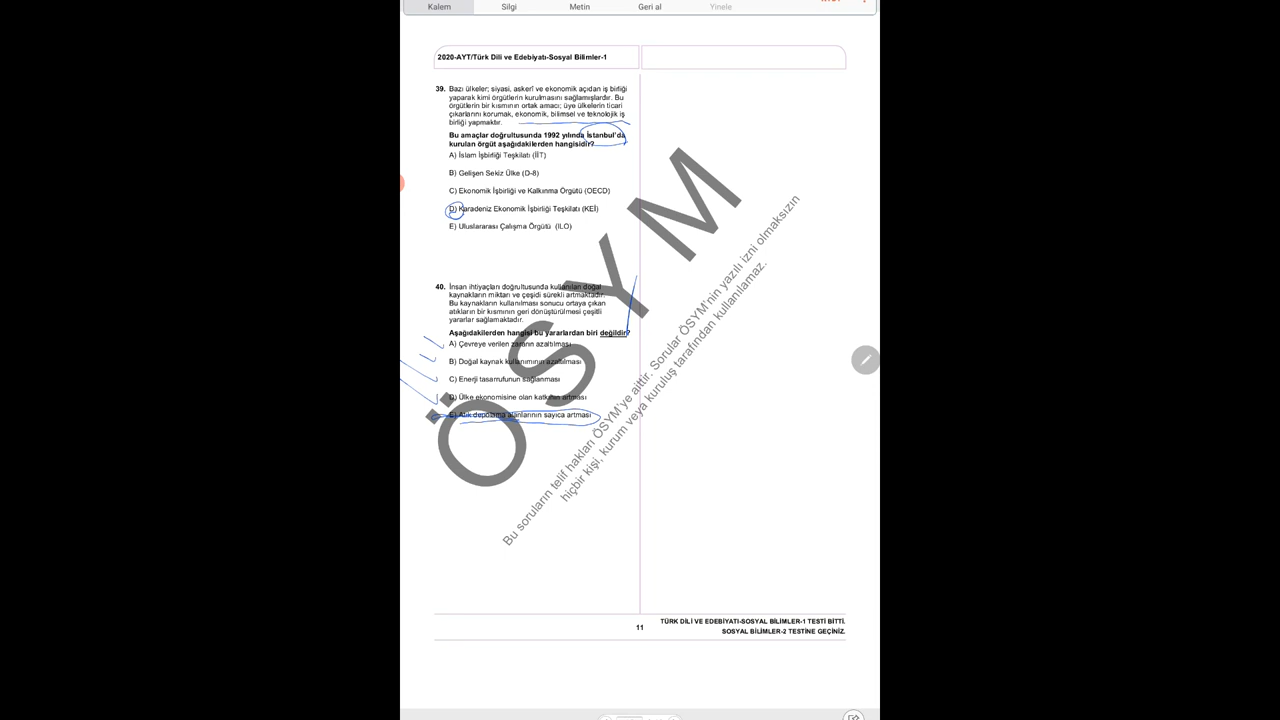 Kalem Silgi Metin Geri al Yinele
2020-AYT/Türk Dili ve Edebiyatı-Sosyal Bilimler-1
39. Bazı ülkeler; siyasi, askerî ve ekonomik açıdan iş birliği
yaparak kimi örgütlerin kurulmasını sağlamışlardır. Bu
örgütlerin bir kısmının ortak amacı; üye ülkelerin ticari
çıkarlarını korumak, ekonomik, bilimsel ve teknolojik iş
birliği yapmaktır.
Bu amaçlar doğrultusunda 1992 yılında İstanbul'da
kurulan örgüt aşağıdakilerden hangisidir?
A) İslam İşbirliği Teşkilatı (İİT)
B) Gelişen Sekiz Ülke (D-8)
C) Ekonomik İşbirliği ve Kalkınma Örgütü (OECD)
D) Karadeniz Ekonomik İşbirliği Teşkilatı (KEİ)
E) Uluslararası Çalışma Örgütü (ILO)
40. İnsan ihtiyaçları doğrultusunda kullanılan doğal
kaynakların miktarı ve çeşidi sürekli artmaktadır.
Bu kaynakların kullanılması sonucu ortaya çıkan
atıkların bir kısmının geri dönüştürülmesi çeşitli
yararlar sağlamaktadır.
Aşağıdakilerden hangisi bu yararlardan biri değildir?
A) Çevreye verilen zararın azaltılması
B) Doğal kaynak kullanımının azaltılması
C) Enerji tasarrufunun sağlanması
D) Ülke ekonomisine olan katkının artması
E) Atık depolama alanlarının sayıca artması
ÖSYM
Bu soruların telif hakları ÖSYM'ye aittir. Sorular ÖSYM'nin yazılı izni olmaksızın
hiçbir kişi, kurum veya kuruluş tarafından kullanılamaz.
11
TÜRK DİLİ VE EDEBİYATI-SOSYAL BİLİMLER-1 TESTİ BİTTİ.
SOSYAL BİLİMLER-2 TESTİNE GEÇİNİZ.